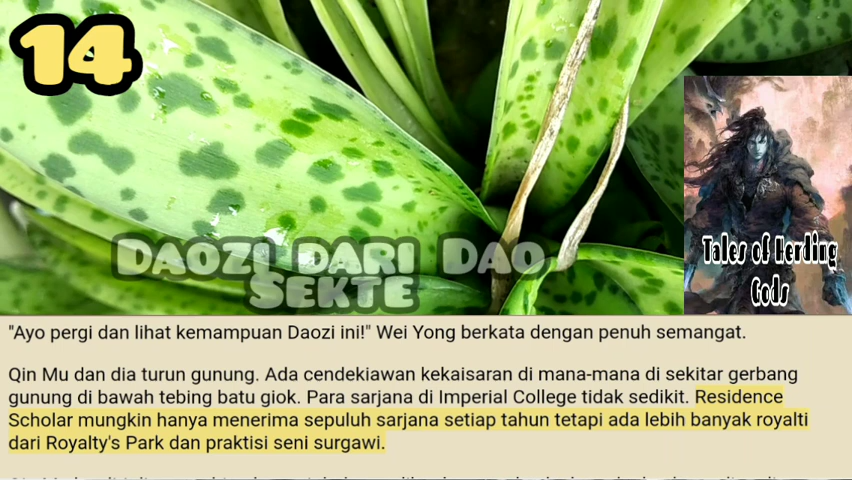 14
Daozi dari Dao
Sekte
Tales of Herding
Gods
"Ayo pergi dan lihat kemampuan Daozi ini!" Wei Yong berkata dengan penuh semangat.
Qin Mu dan dia turun gunung. Ada cendekiawan kekaisaran di mana-mana di sekitar gerbang
gunung di bawah tebing batu giok. Para sarjana di Imperial College tidak sedikit. Residence
Scholar mungkin hanya menerima sepuluh sarjana setiap tahun tetapi ada lebih banyak royalti
dari Royalty's Park dan praktisi seni surgawi.